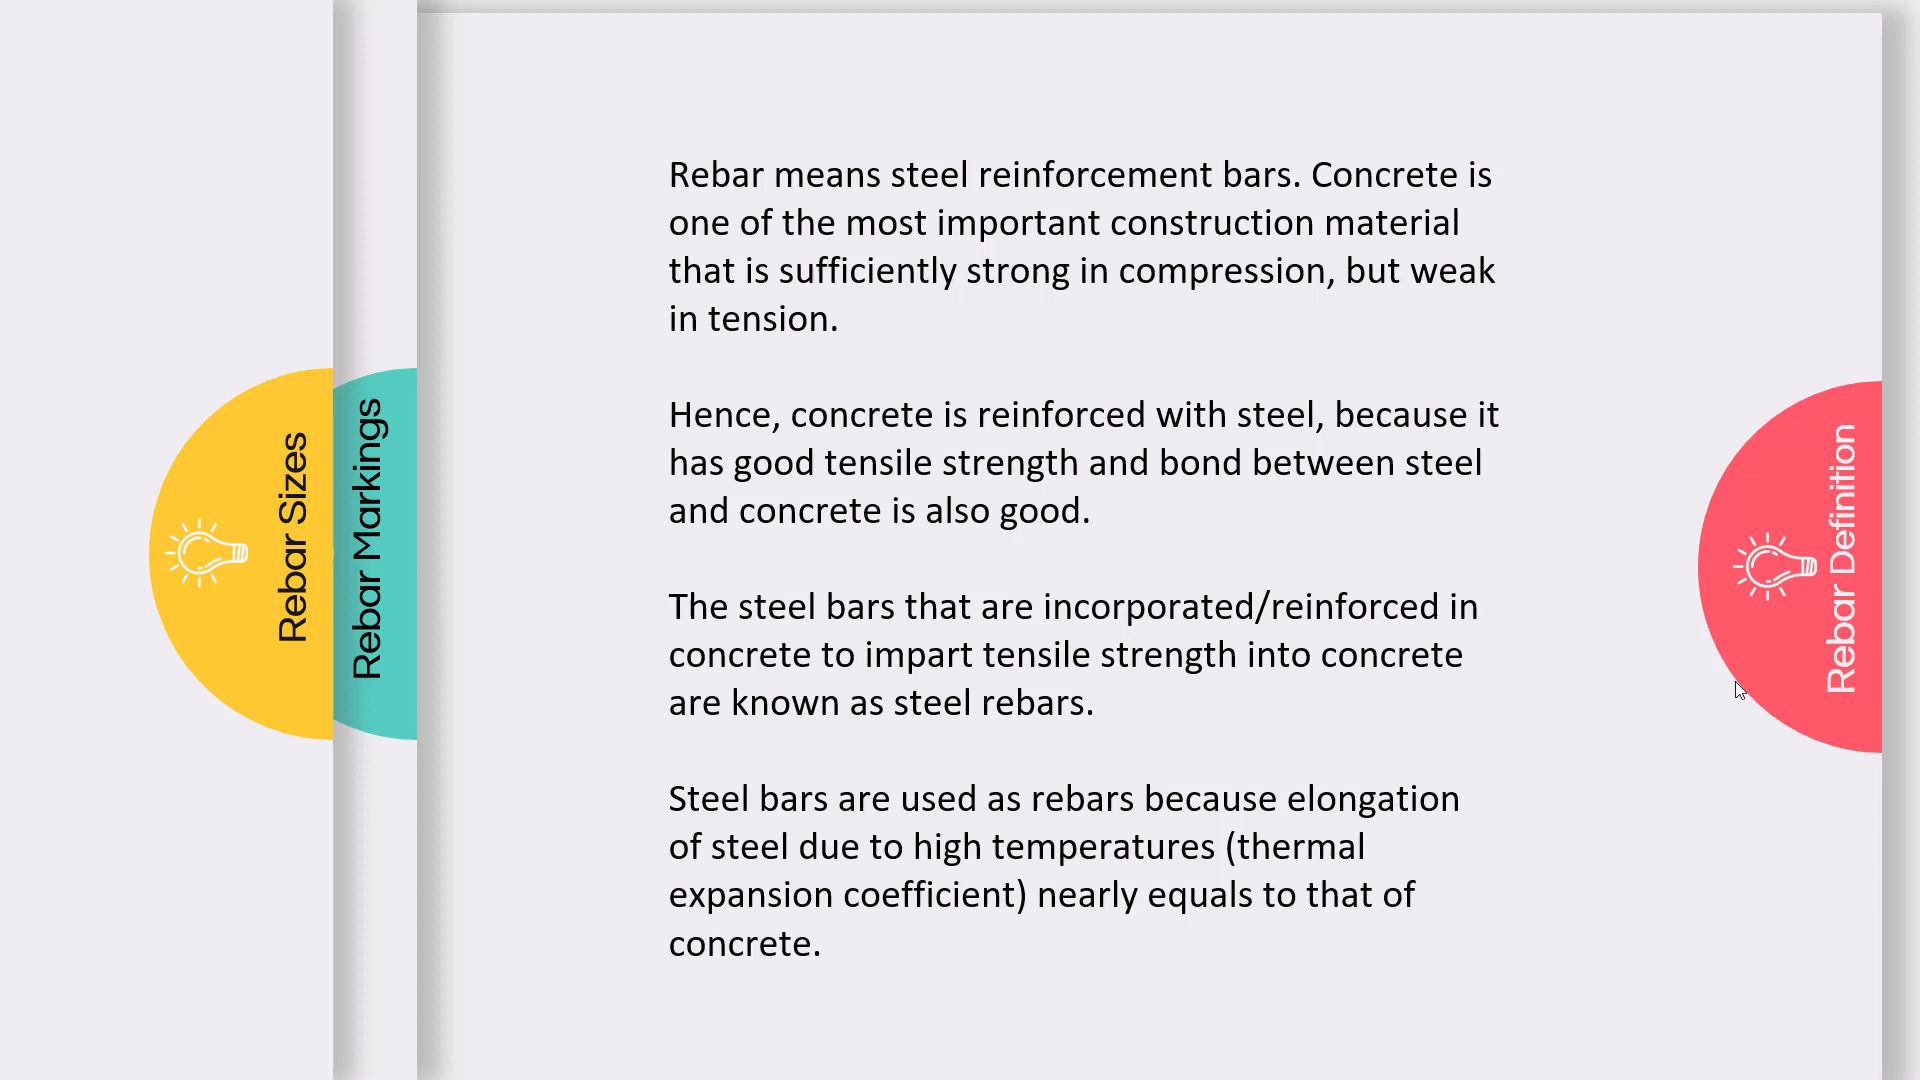 Rebar Sizes
Rebar Markings
Rebar means steel reinforcement bars. Concrete is
one of the most important construction material
that is sufficiently strong in compression, but weak
in tension.
Hence, concrete is reinforced with steel, because it
has good tensile strength and bond between steel
and concrete is also good.
The steel bars that are incorporated/reinforced in
concrete to impart tensile strength into concrete
are known as steel rebars.
Steel bars are used as rebars because elongation
of steel due to high temperatures (thermal
expansion coefficient) nearly equals to that of
concrete.
Rebar Definition